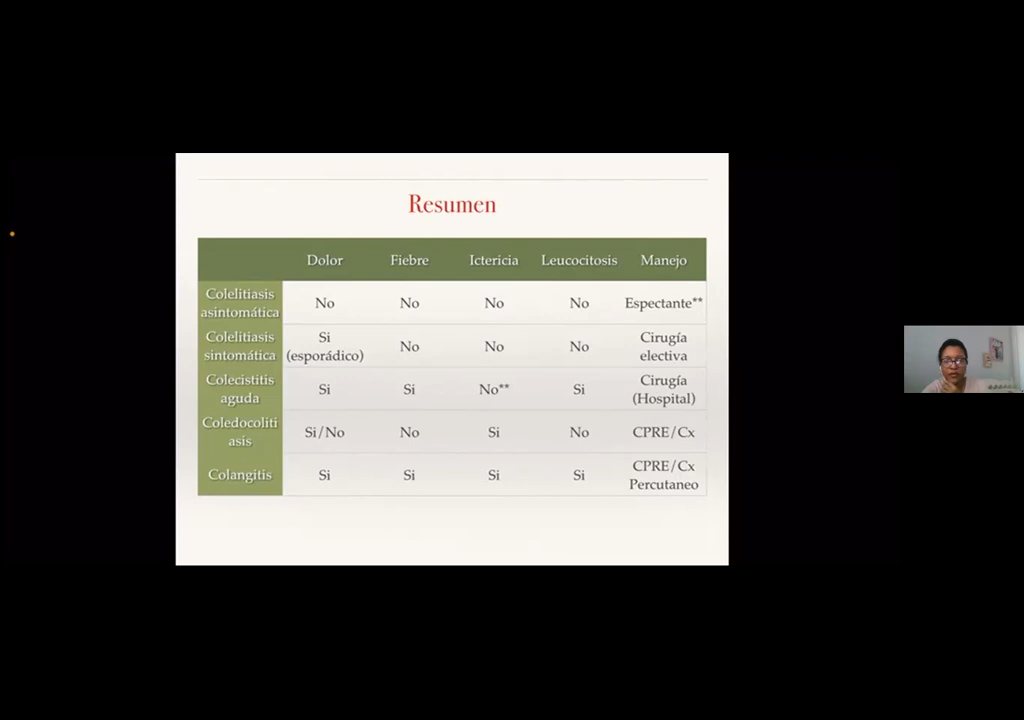 Resumen
Dolor Fiebre Ictericia Leucocitosis Manejo
Colelitiasis
asintomática
No No No No Espectante**
Colelitiasis
sintomática
Si
(esporádico)
No No No Cirugía
electiva
Colecistitis
aguda
Si Si No** Si Cirugía
(Hospital)
Coledocoliti
asis
Si/No No Si No CPRE/Cx
Colangitis
Si Si Si Si CPRE/Cx
Percutaneo